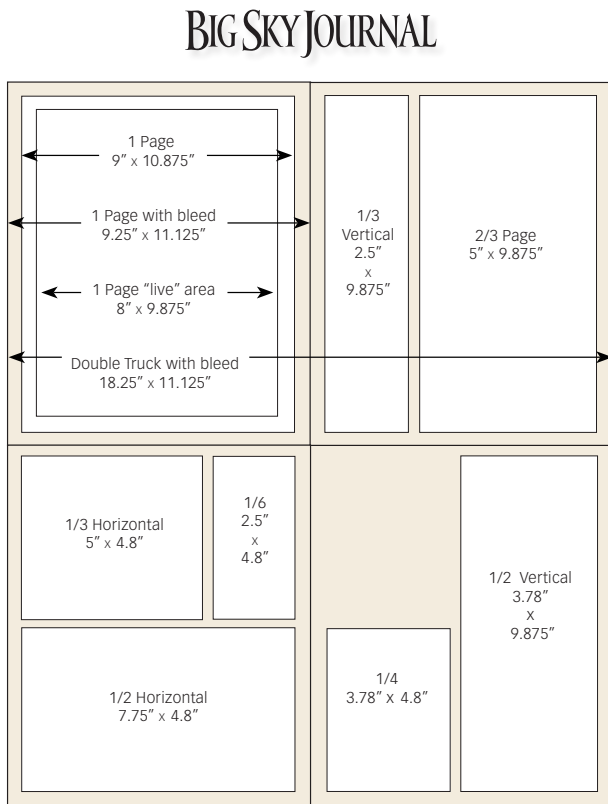 BIG SKY JOURNAL
1 Page
9” x 10.875”
1 Page with bleed
9.25” x 11.125”
1 Page “live” area
8” x 9.875”
Double Truck with bleed
18.25” x 11.125”
1/3
Vertical
2.5”
x
9.875”
2/3 Page
5” x 9.875”
1/3 Horizontal
5” x 4.8”
1/6
2.5”
x
4.8”
1/2 Horizontal
7.75” x 4.8”
1/4
3.78” x 4.8”
1/2 Vertical
3.78”
x
9.875”